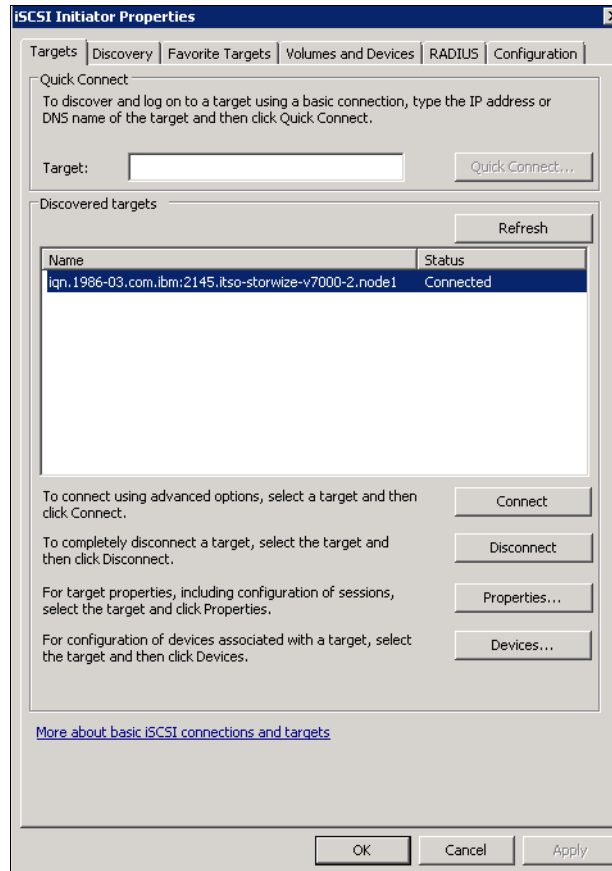 iSCSI Initiator Properties
Targets Discovery Favorite Targets Volumes and Devices RADIUS Configuration
Quick Connect
To discover and log on to a target using a basic connection, type the IP address or
DNS name of the target and then click Quick Connect.
Target:
Quick Connect...
Discovered targets
Refresh
Name Status
iqn.1986-03.com.ibm:2145.itso-storwize-v7000-2.node1 Connected
To connect using advanced options, select a target and then
click Connect.
Connect
To completely disconnect a target, select the target and
then click Disconnect.
Disconnect
For target properties, including configuration of sessions,
select the target and click Properties.
Properties...
For configuration of devices associated with a target, select
the target and then click Devices.
Devices...
More about basic iSCSI connections and targets
OK Cancel Apply